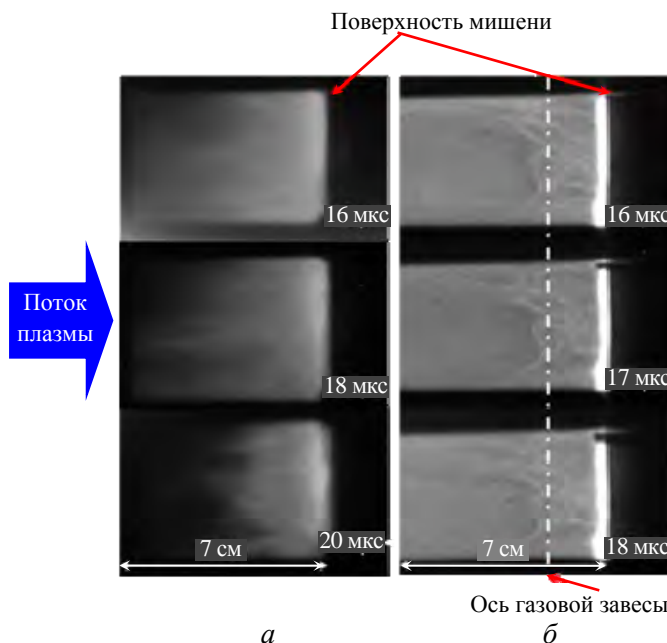 Поверхность мишени
16 мкс
16 мкс
Поток
плазмы
18 мкс
17 мкс
20 мкс
18 мкс
7 см
7 см
Ось газовой завесы
а
б